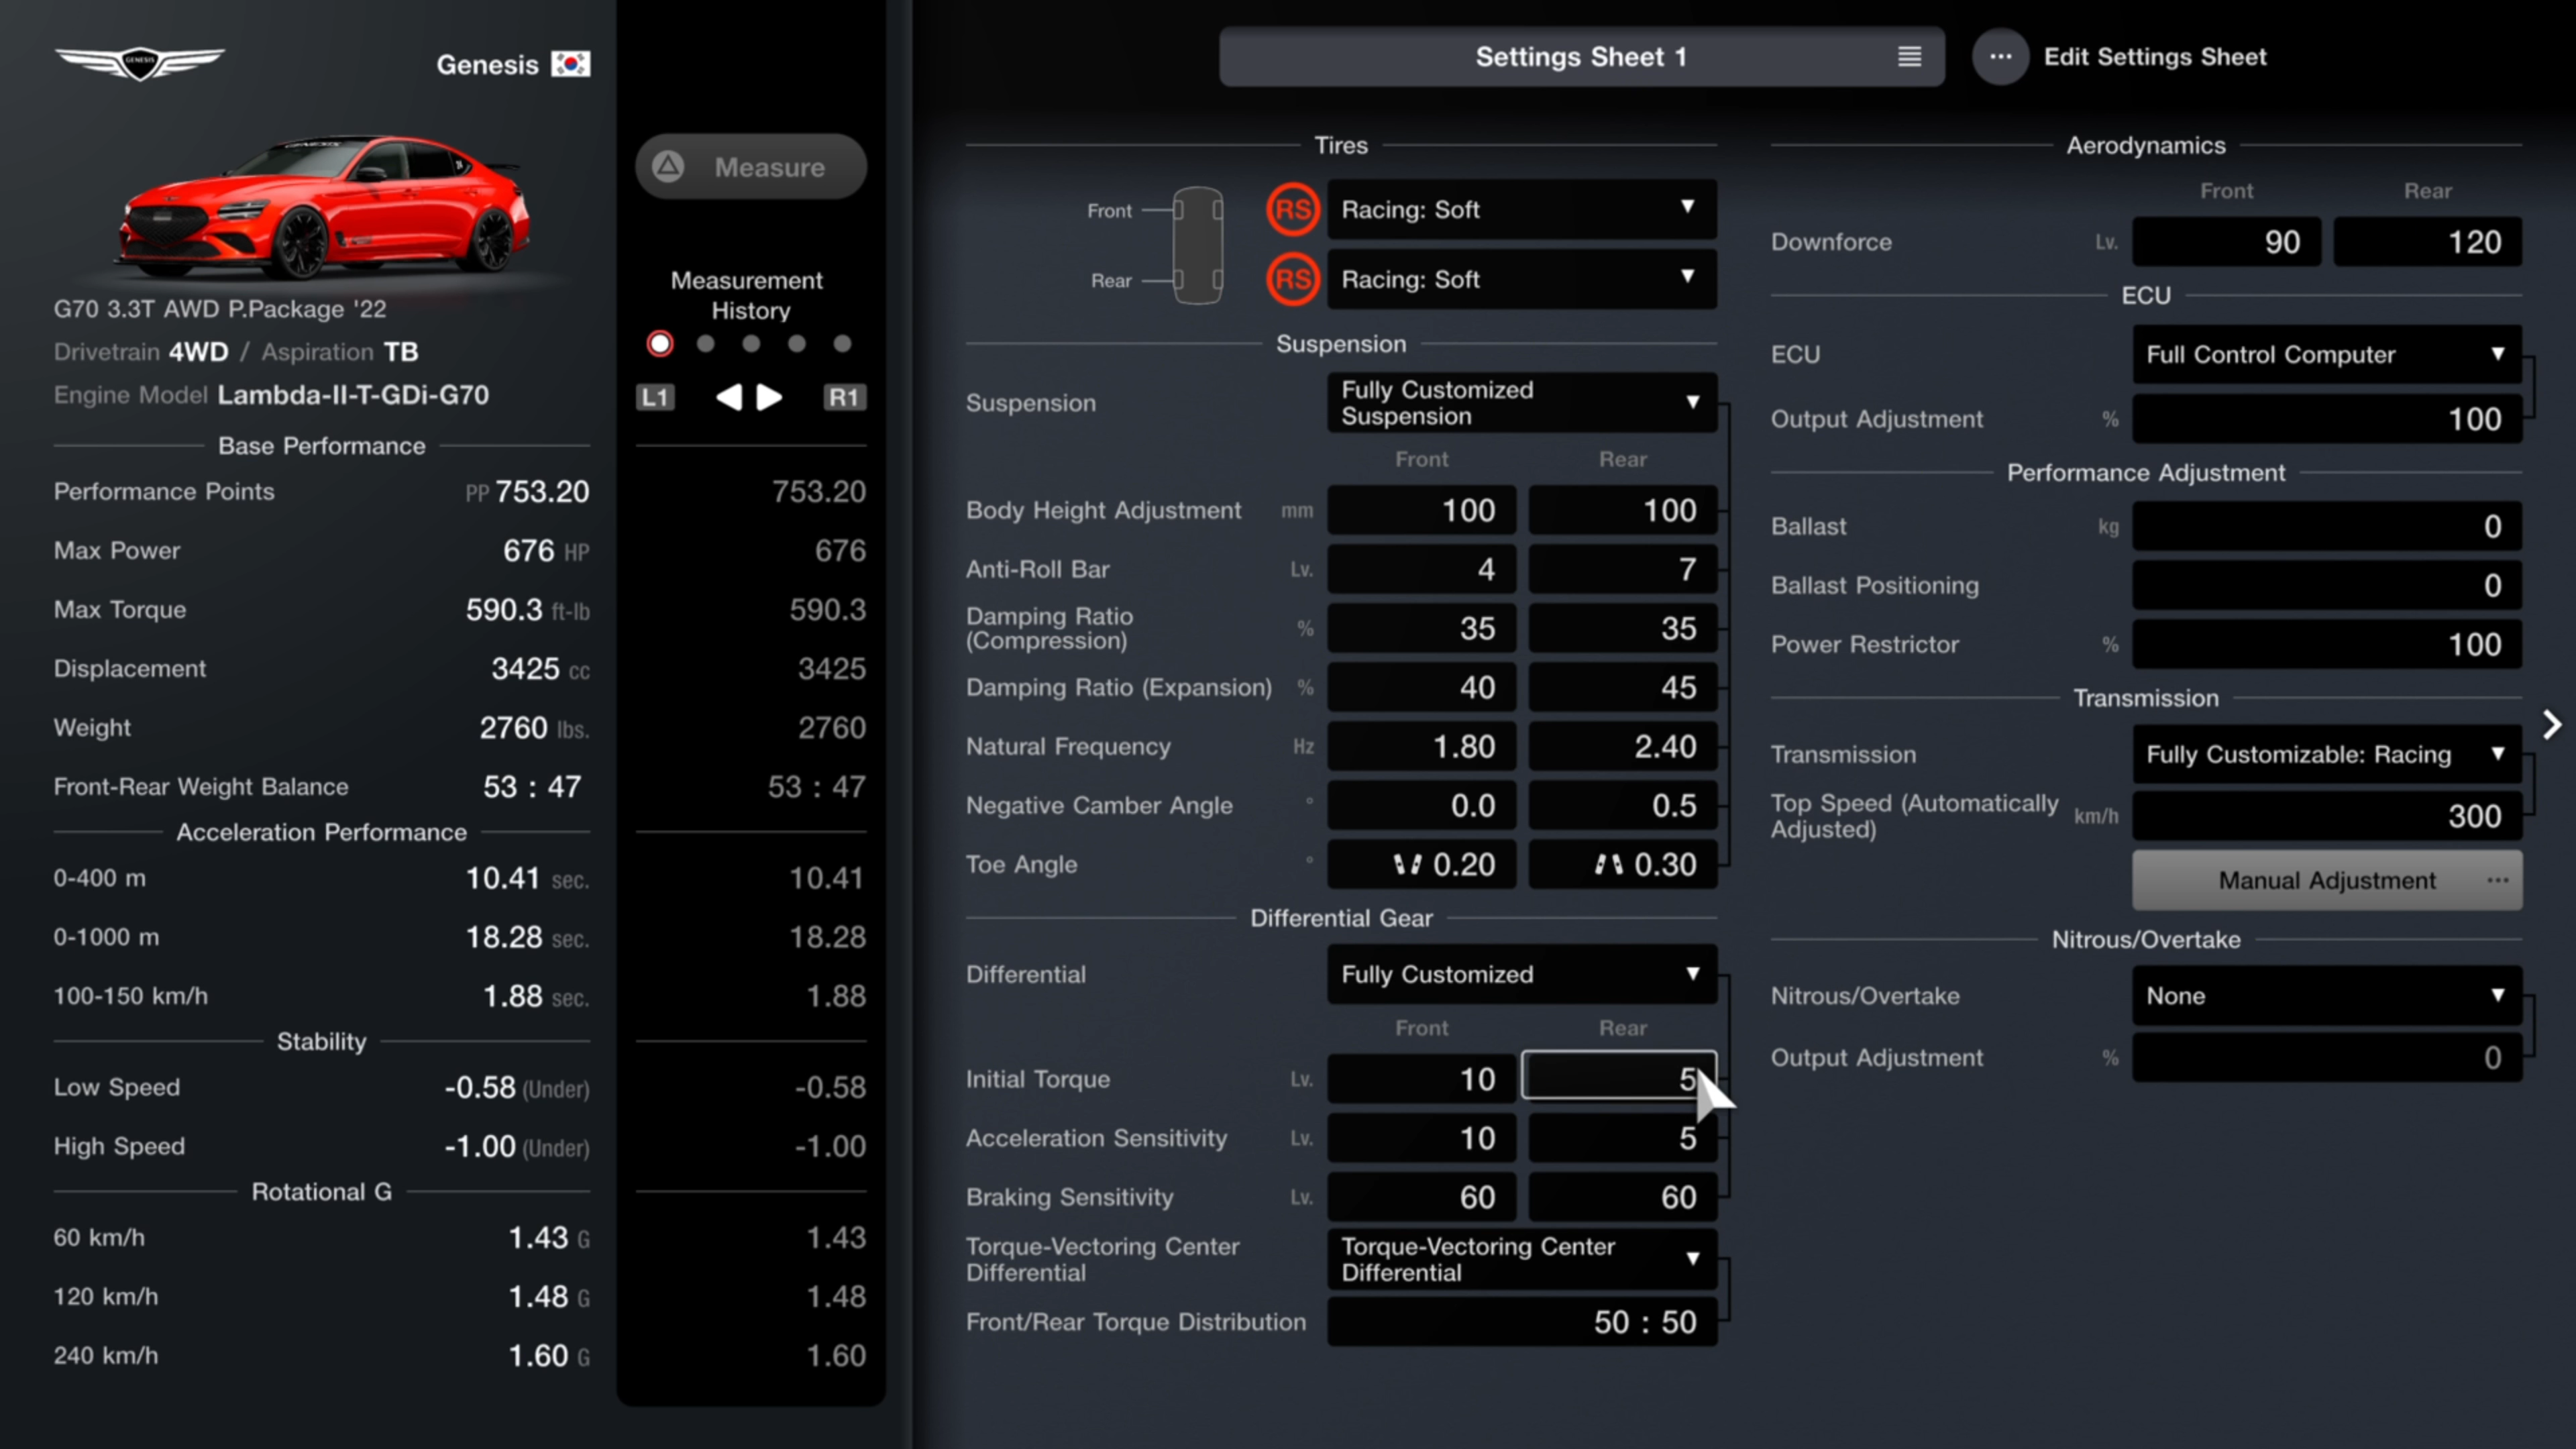 GENESIS
Genesis
GENESIS
G70 3.3T AWD P.Package '22
Drivetrain 4WD / Aspiration TB
Engine Model Lambda-II-T-GDi-G70
Base Performance
Performance Points PP 753.20
Max Power 676 HP
Max Torque 590.3 ft-lb
Displacement 3425 cc
Weight 2760 lbs.
Front-Rear Weight Balance 53 : 47
Acceleration Performance
0-400 m 10.41 sec.
0-1000 m 18.28 sec.
100-150 km/h 1.88 sec.
Stability
Low Speed -0.58 (Under)
High Speed -1.00 (Under)
Rotational G
60 km/h 1.43 G
120 km/h 1.48 G
240 km/h 1.60 G
Measure
Measurement
History
L1 R1
753.20
676
590.3
3425
2760
53 : 47
10.41
18.28
1.88
-0.58
-1.00
1.43
1.48
1.60
Settings Sheet 1
... Edit Settings Sheet
Tires
Front RS Racing: Soft
Rear RS Racing: Soft
Suspension
Suspension Fully Customized
Suspension
Front Rear
Body Height Adjustment mm 100 100
Anti-Roll Bar Lv. 4 7
Damping Ratio
(Compression) % 35 35
Damping Ratio (Expansion) % 40 45
Natural Frequency Hz 1.80 2.40
Negative Camber Angle ° 0.0 0.5
Toe Angle ° 0.20 0.30
Differential Gear
Differential Fully Customized
Front Rear
Initial Torque Lv. 10 5
Acceleration Sensitivity Lv. 10 5
Braking Sensitivity Lv. 60 60
Torque-Vectoring Center
Differential
Torque-Vectoring Center
Differential
Front/Rear Torque Distribution 50 : 50
Aerodynamics
Front Rear
Downforce Lv. 90 120
ECU
ECU Full Control Computer
Output Adjustment % 100
Performance Adjustment
Ballast kg 0
Ballast Positioning 0
Power Restrictor % 100
Transmission
Transmission Fully Customizable: Racing
Top Speed (Automatically
Adjusted) km/h 300
Manual Adjustment ...
Nitrous/Overtake
Nitrous/Overtake None
Output Adjustment % 0